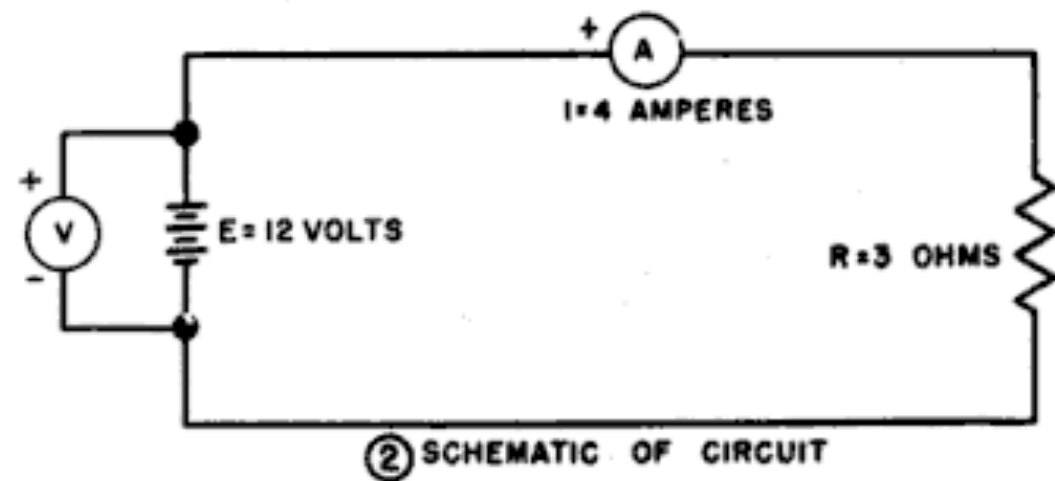 + A
I=4 AMPERES
+
V
E=12 VOLTS
R=3 OHMS
-
② SCHEMATIC OF CIRCUIT